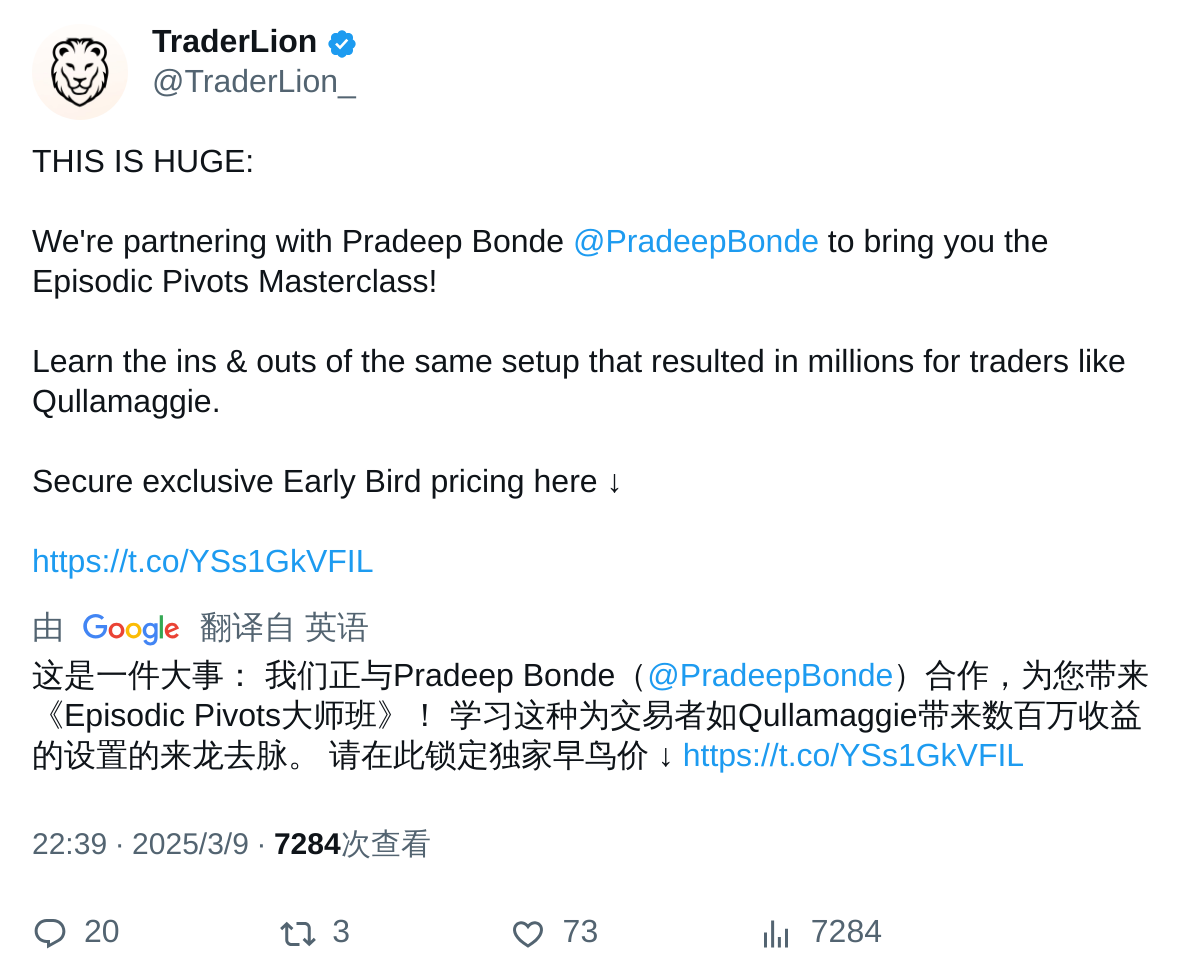 TraderLion
@TraderLion_
THIS IS HUGE:
We're partnering with Pradeep Bonde @PradeepBonde to bring you the
Episodic Pivots Masterclass!
Learn the ins & outs of the same setup that resulted in millions for traders like
Qullamaggie.
Secure exclusive Early Bird pricing here ↓
https://t.co/YSs1GkVFIL
由 Google 翻译自 英语
这是一件大事： 我们正与Pradeep Bonde（@PradeepBonde）合作，为您带来
《Episodic Pivots大师班》！ 学习这种为交易者如Qullamaggie带来数百万收益
的设置的来龙去脉。 请在此锁定独家早鸟价 ↓ https://t.co/YSs1GkVFIL
22:39 · 2025/3/9 · 7284次查看
20 3 73 7284